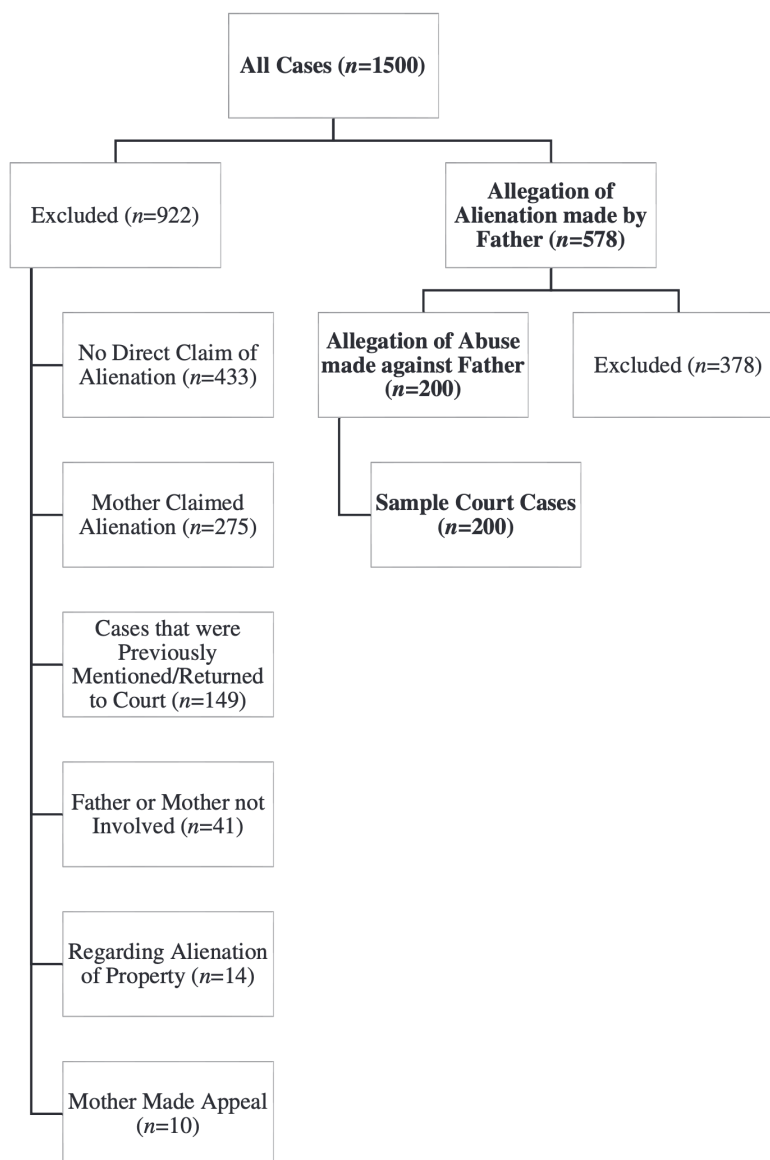 All Cases (n=1500)
Excluded (n=922)
Allegation of
Alienation made by
Father (n=578)
No Direct Claim of
Alienation (n=433)
Allegation of Abuse
made against Father
(n=200)
Excluded (n=378)
Mother Claimed
Alienation (n=275)
Sample Court Cases
(n=200)
Cases that were
Previously
Mentioned/Returned
to Court (n=149)
Father or Mother not
Involved (n=41)
Regarding Alienation
of Property (n=14)
Mother Made Appeal
(n=10)